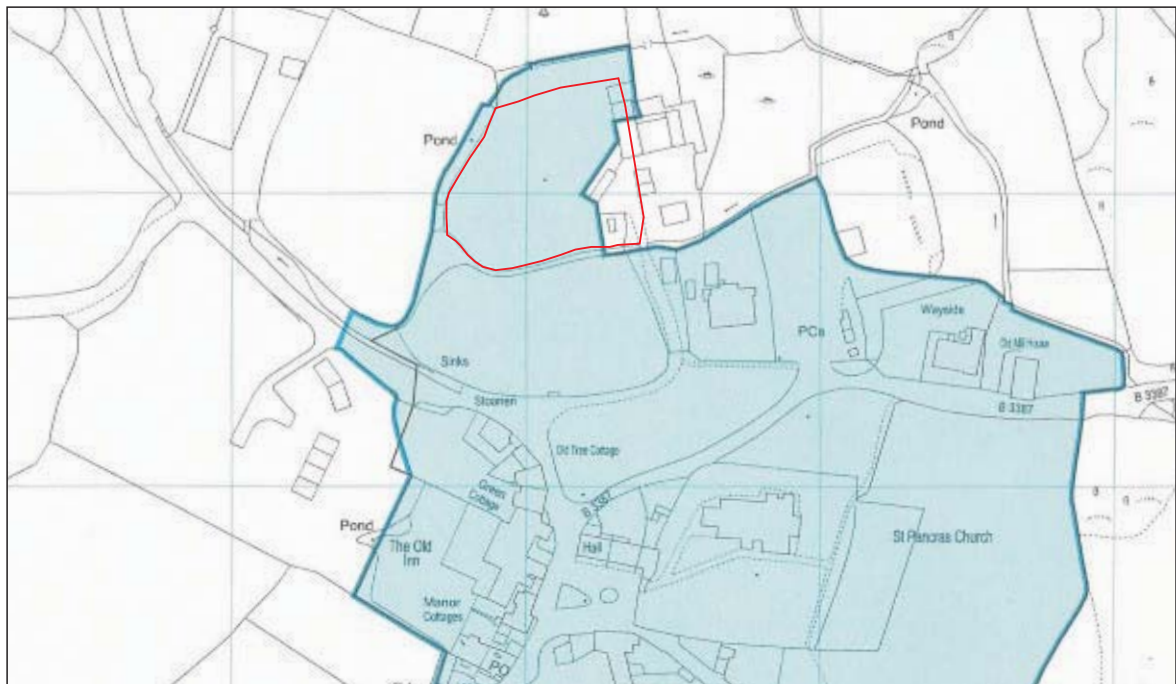 Pond
Pond
PCs
Wayside
Old Mill House
B 3387
B 3387
Sinks
Stourren
Old Tree Cottage
Green
Cottage
B 3387
Pond
The Old
Inn
Hall
St Pancras Church
Manor
Cottages
PO